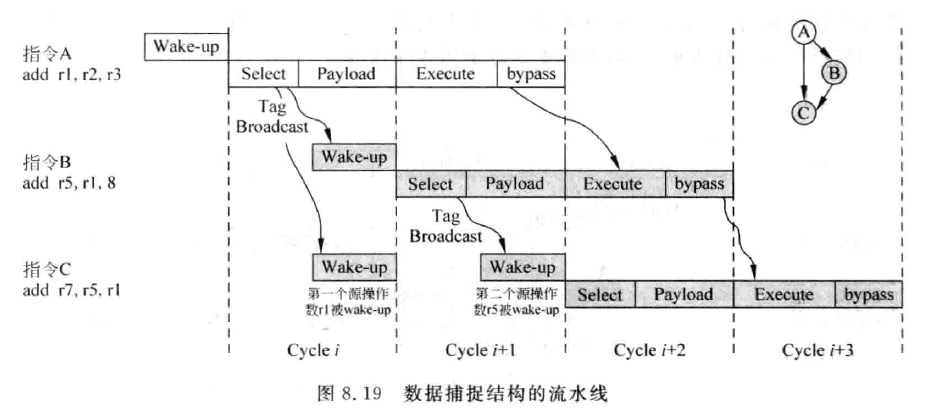 指令A
add r1, r2, r3
Wake-up
Select
Payload
Execute
bypass
A
B
C
Tag
Broadcast
指令B
add r5, r1, 8
Wake-up
Select
Payload
Execute
bypass
Tag
Broadcast
指令C
add r7, r5, r1
Wake-up
Wake-up
第一个源操作
数r1被wake-up
第二个源操作
数r5被wake-up
Select
Payload
Execute
bypass
Cycle i
Cycle i+1
Cycle i+2
Cycle i+3
图 8.19 数据捕捉结构的流水线